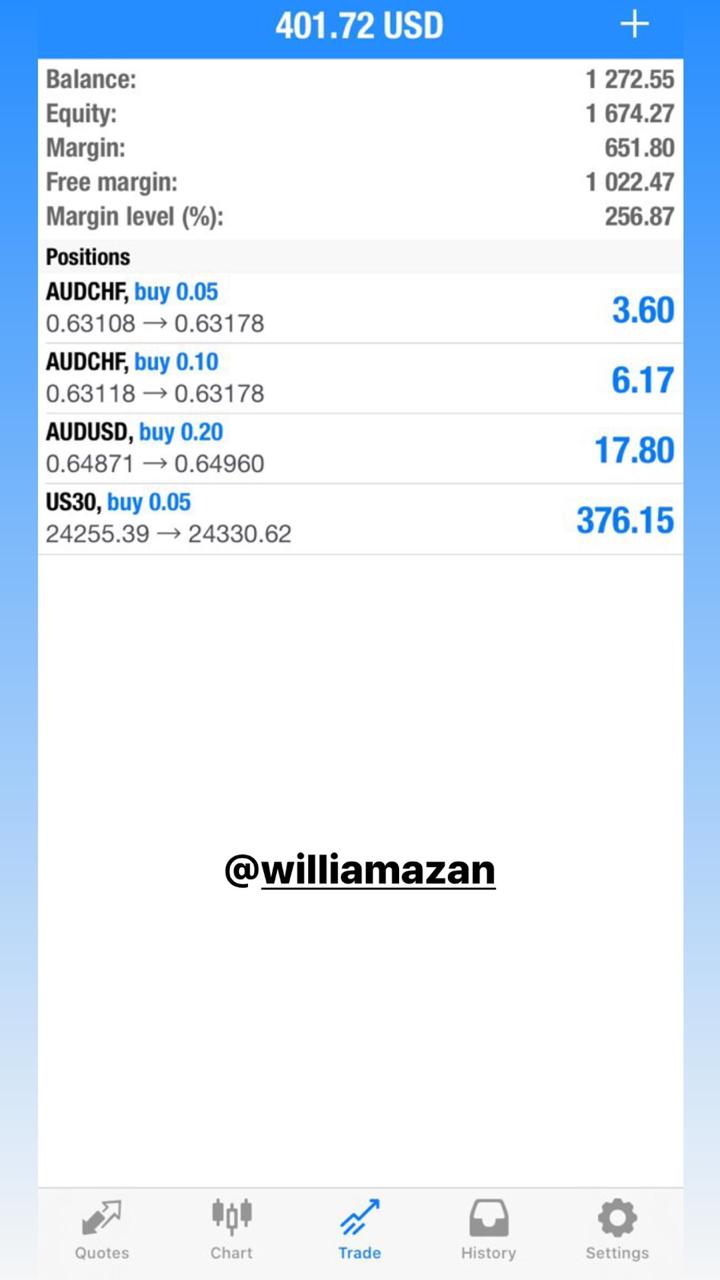 401.72 USD +
Balance: 1 272.55
Equity: 1 674.27
Margin: 651.80
Free margin: 1 022.47
Margin level (%): 256.87
Positions
AUDCHF, buy 0.05
0.63108 → 0.63178 3.60
AUDCHF, buy 0.10
0.63118 → 0.63178 6.17
AUDUSD, buy 0.20
0.64871 → 0.64960 17.80
US30, buy 0.05
24255.39 → 24330.62 376.15
@williamazan
Quotes Chart Trade History Settings